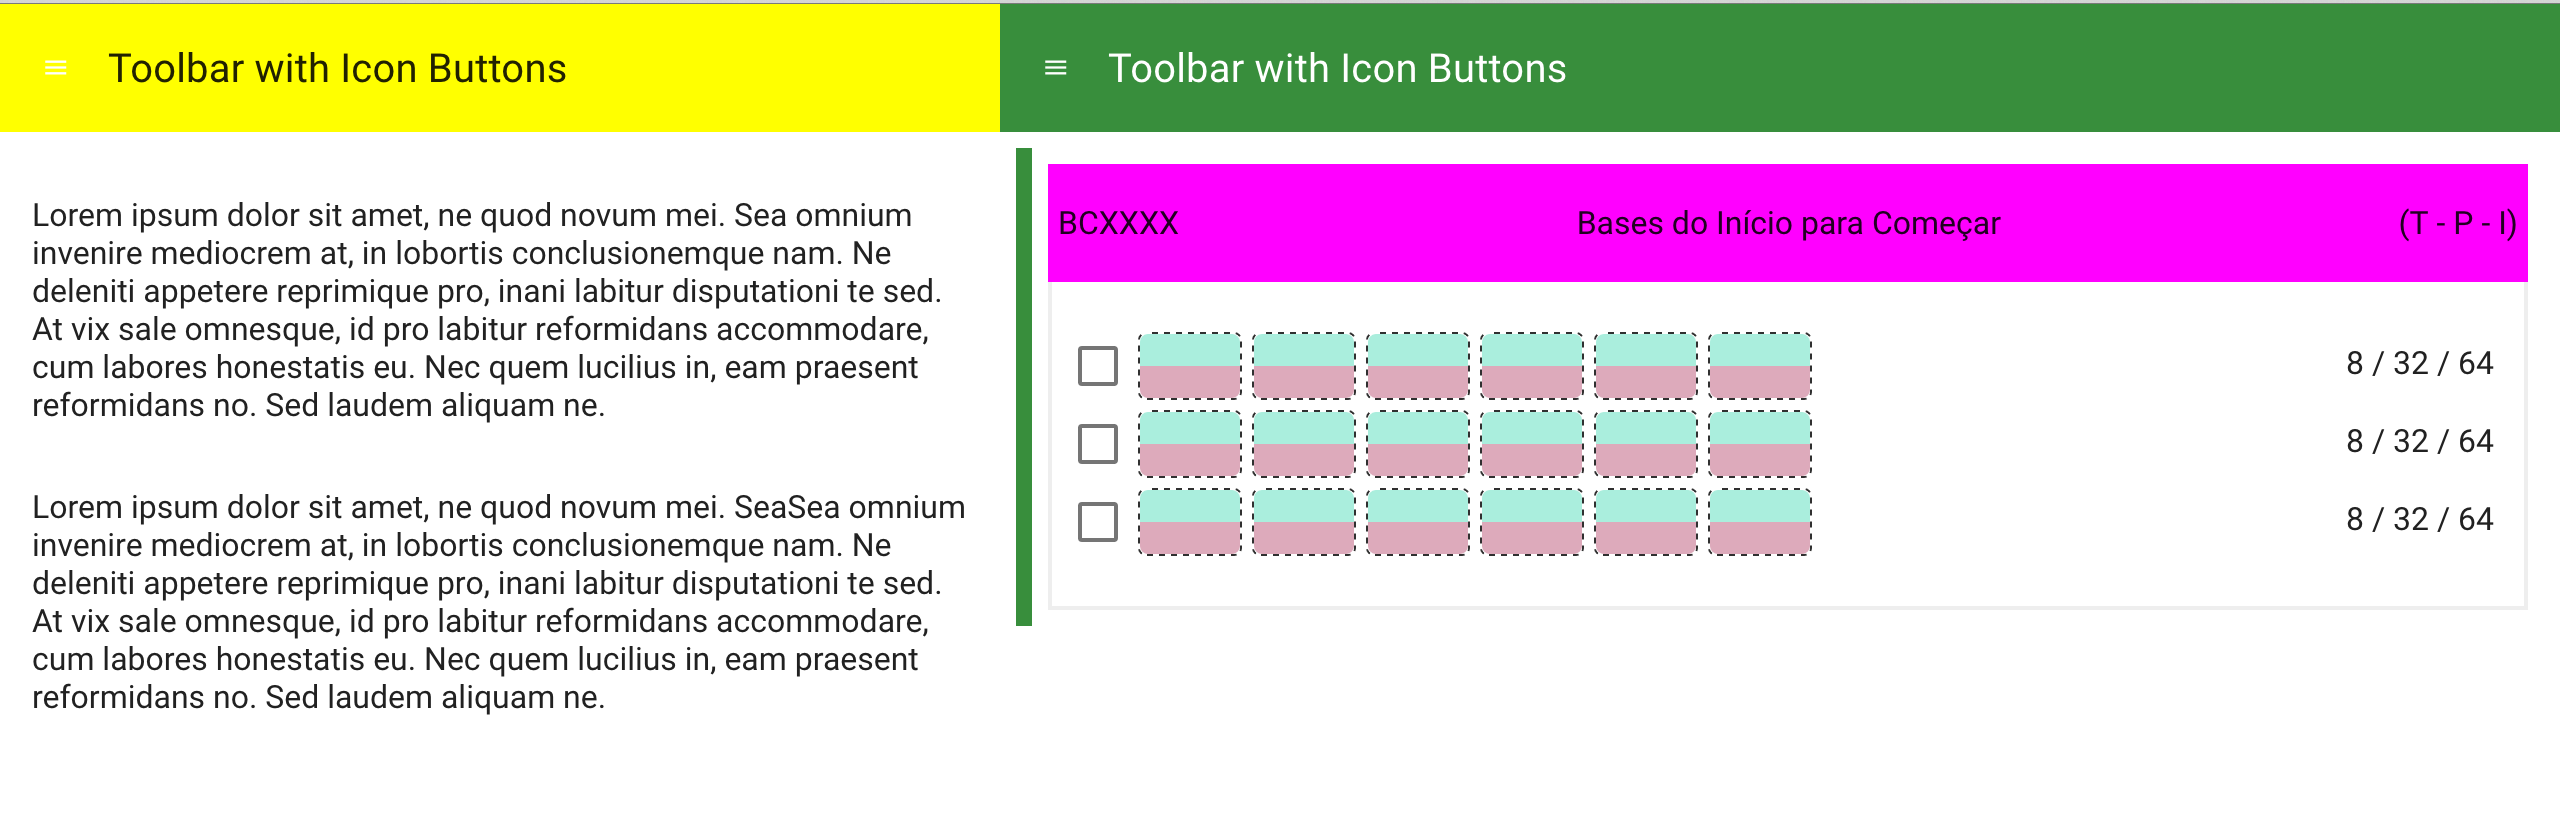 Toolbar with Icon Buttons
Lorem ipsum dolor sit amet, ne quod novum mei. Sea omnium
invenire mediocrem at, in lobortis conclusionemque nam. Ne
deleniti appetere reprimique pro, inani labitur disputationi te sed.
At vix sale omnesque, id pro labitur reformidans accommodare,
cum labores honestatis eu. Nec quem lucilius in, eam praesent
reformidans no. Sed laudem aliquam ne.
Lorem ipsum dolor sit amet, ne quod novum mei. SeaSea omnium
invenire mediocrem at, in lobortis conclusionemque nam. Ne
deleniti appetere reprimique pro, inani labitur disputationi te sed.
At vix sale omnesque, id pro labitur reformidans accommodare,
cum labores honestatis eu. Nec quem lucilius in, eam praesent
reformidans no. Sed laudem aliquam ne.
Toolbar with Icon Buttons
BCXXXX Bases do Início para Começar (T - P - I)
8 / 32 / 64
8 / 32 / 64
8 / 32 / 64